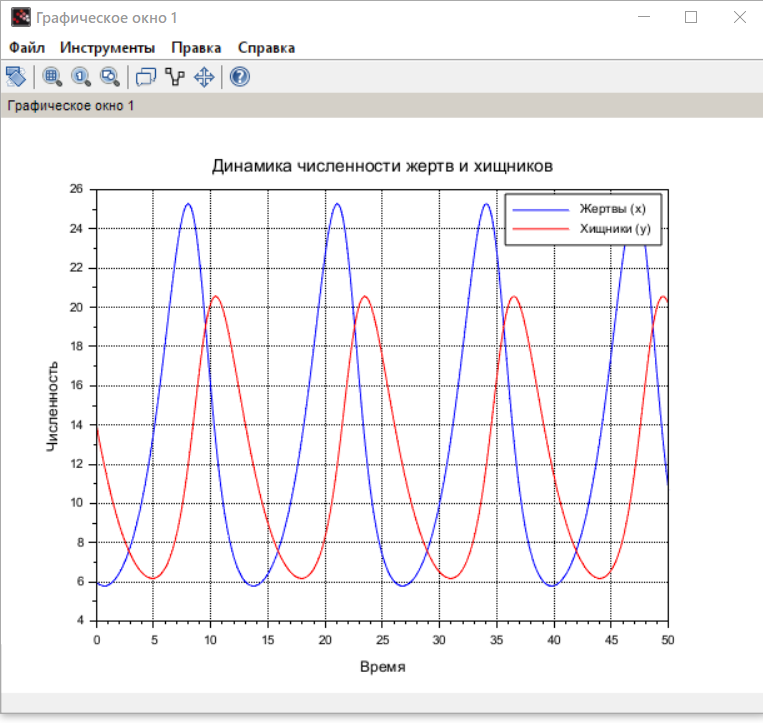 Графическое окно 1
Файл Инструменты Правка Справка
Графическое окно 1
Динамика численности жертв и хищников
Жертвы (x)
Хищники (y)
Численность
26
24
22
20
18
16
14
12
10
8
6
4
0 5 10 15 20 25 30 35 40 45 50
Время